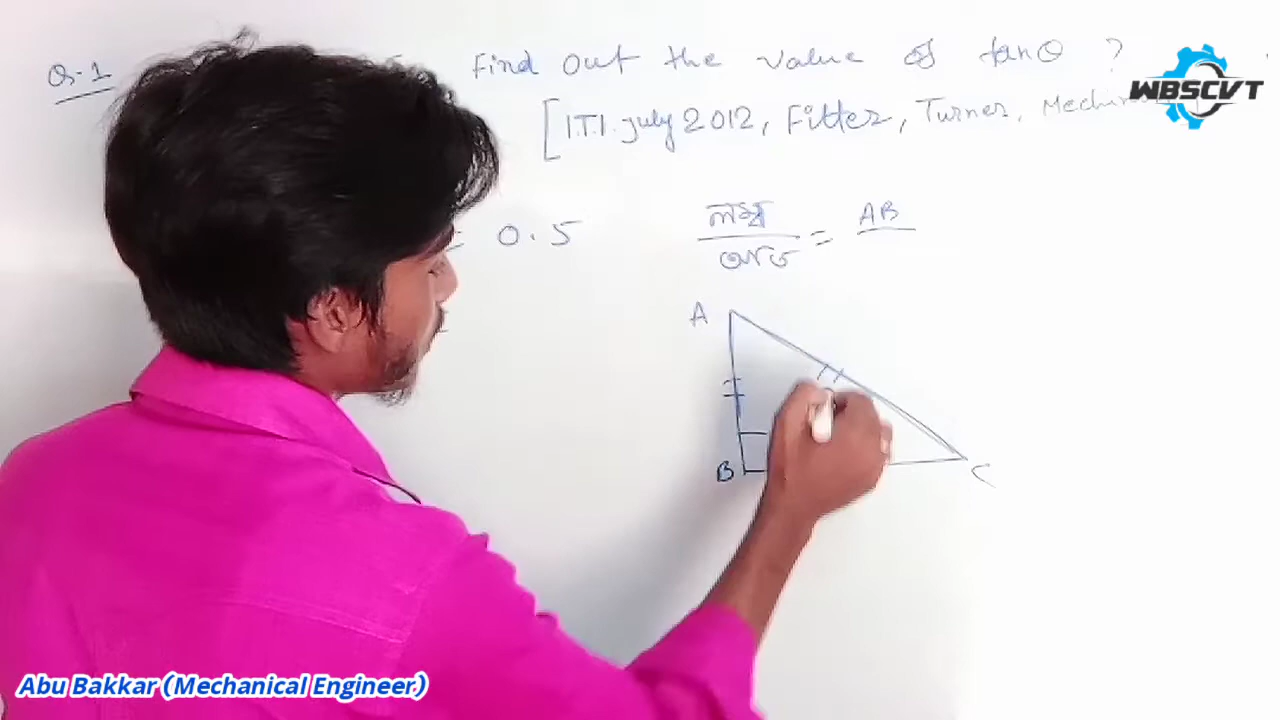 Q-1 Find out the value of tanθ ?
[I.T.I. July 2012, Fitter, Turner,
WBSCVT
= 0.5
লম্ব = AB
অতি
A
B
C
Abu Bakkar (Mechanical Engineer)